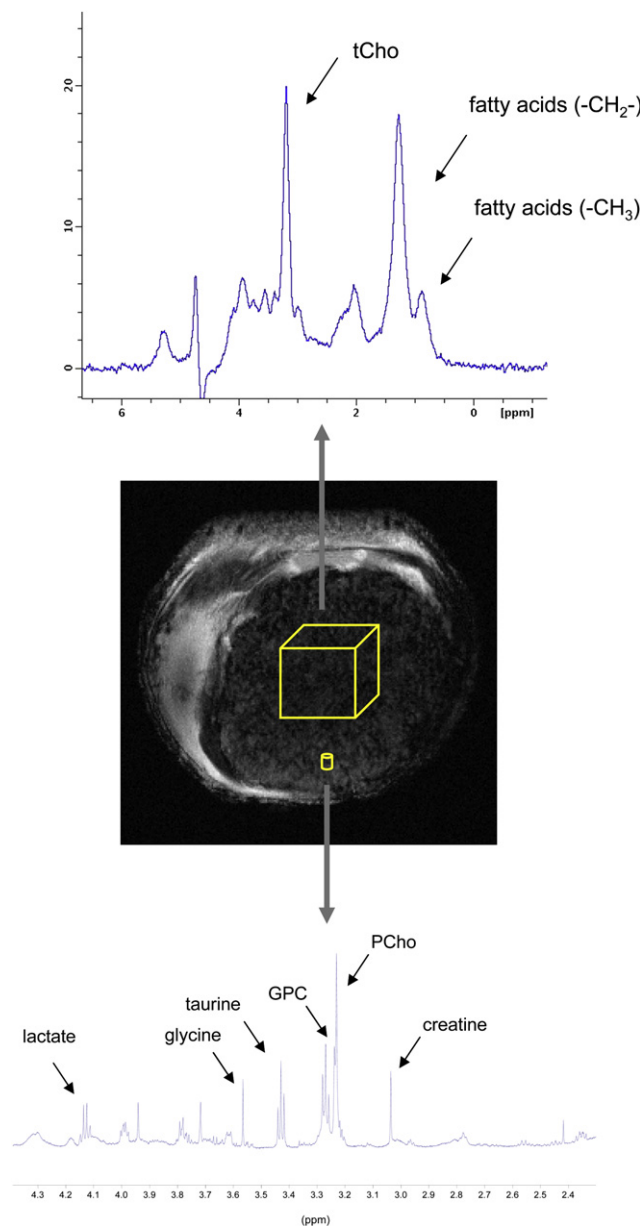 tCho
fatty acids (-CH2-)
fatty acids (-CH3)
20
10
0
6 4 2 0 [ppm]
PCho
GPC
taurine
glycine
creatine
lactate
4.3 4.2 4.1 4.0 3.9 3.8 3.7 3.6 3.5 3.4 3.3 3.2 3.1 3.0 2.9 2.8 2.7 2.6 2.5 2.4
(ppm)